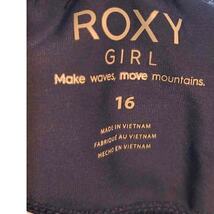 ROXY
GIRL
Make waves, move mountains.
16
MADE IN VIETNAM
FABRIQUÉ AU VIETNAM
HECHO EN VIETNAM